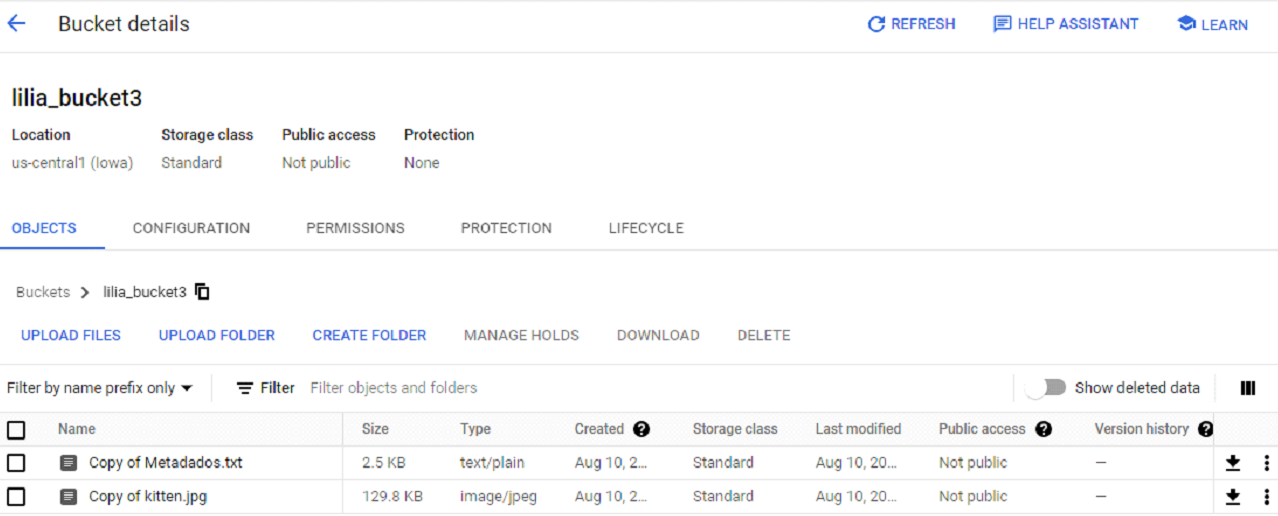 Bucket details REFRESH HELP ASSISTANT LEARN
lilia_bucket3
Location Storage class Public access Protection
us-central1 (Iowa) Standard Not public None
OBJECTS CONFIGURATION PERMISSIONS PROTECTION LIFECYCLE
Buckets > lilia_bucket3
UPLOAD FILES UPLOAD FOLDER CREATE FOLDER MANAGE HOLDS DOWNLOAD DELETE
Filter by name prefix only Filter Filter objects and folders Show deleted data
Name Size Type Created ? Storage class Last modified Public access ? Version history ?
Copy of Metadados.txt 2.5 KB text/plain Aug 10, 2... Standard Aug 10, 20... Not public —
Copy of kitten.jpg 129.8 KB image/jpeg Aug 10, 2... Standard Aug 10, 20... Not public —